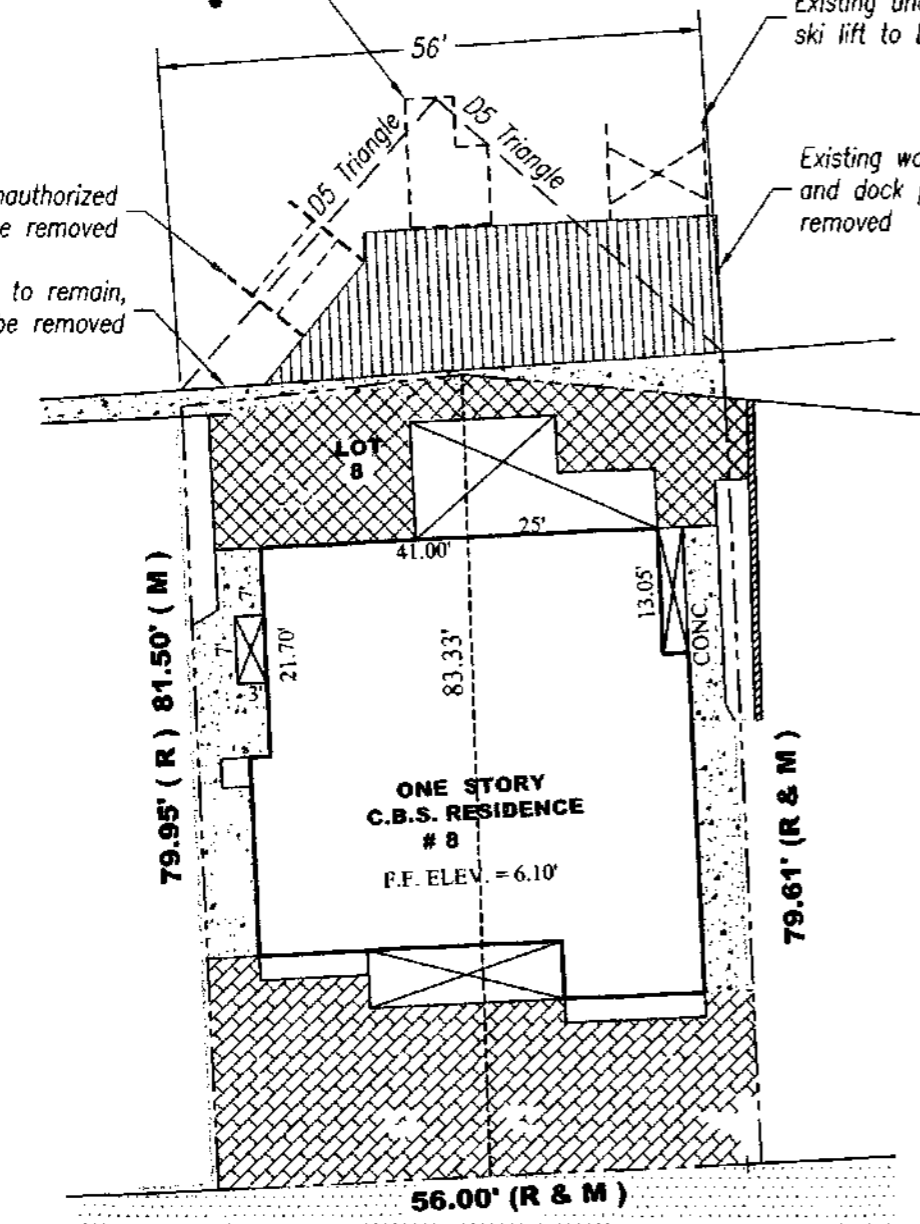 Existing
ski lift to
56'
D5 Triangle
D5 Triangle
Existing
and dock
removed
nauthorized
e removed
to remain,
be removed
LOT
8
25'
41.00'
7'
7'
3'
21.70'
13.05'
CONC.
83.33'
79.95' ( R ) 81.50' ( M )
79.61' (R & M )
ONE STORY
C.B.S. RESIDENCE
# 8
F.F. ELEV. = 6.10'
56.00' (R & M )